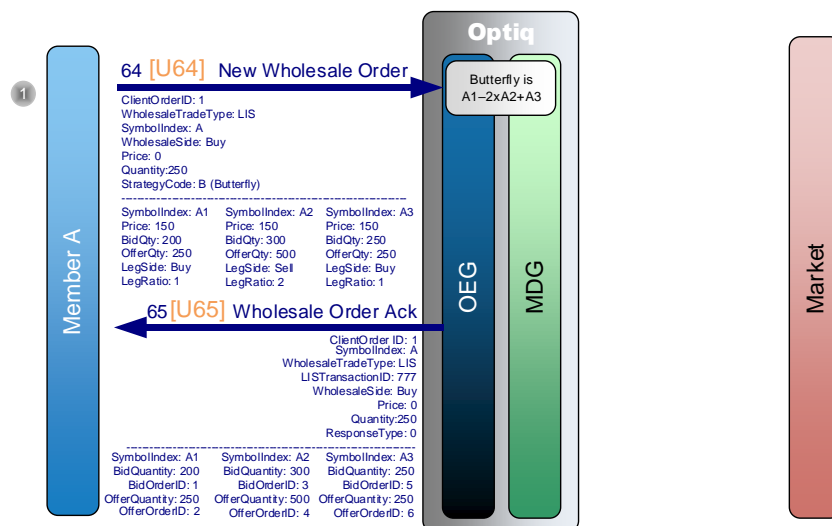 Optiq
64 [U64] New Wholesale Order
Butterfly is
A1–2xA2+A3
1
ClientOrderID: 1
WholesaleTradeType: LIS
SymbolIndex: A
WholesaleSide: Buy
Price: 0
Quantity:250
StrategyCode: B (Butterfly)
SymbolIndex: A1 SymbolIndex: A2 SymbolIndex: A3
Price: 150 Price: 150 Price: 150
BidQty: 200 BidQty: 300 BidQty: 250
OfferQty: 250 OfferQty: 500 OfferQty: 250
LegSide: Buy LegSide: Sell LegSide: Buy
LegRatio: 1 LegRatio: 2 LegRatio: 1
Member A
OEG
MDG
Market
65 [U65] Wholesale Order Ack
ClientOrder ID: 1
SymbolIndex: A
WholesaleTradeType: LIS
LISTransactionID: 777
WholesaleSide: Buy
Price: 0
Quantity:250
ResponseType: 0
SymbolIndex: A1 SymbolIndex: A2 SymbolIndex: A3
BidQuantity: 200 BidQuantity: 300 BidQuantity: 250
BidOrderID: 1 BidOrderID: 3 BidOrderID: 5
OfferQuantity: 250 OfferQuantity: 500 OfferQuantity: 250
OfferOrderID: 2 OfferOrderID: 4 OfferOrderID: 6